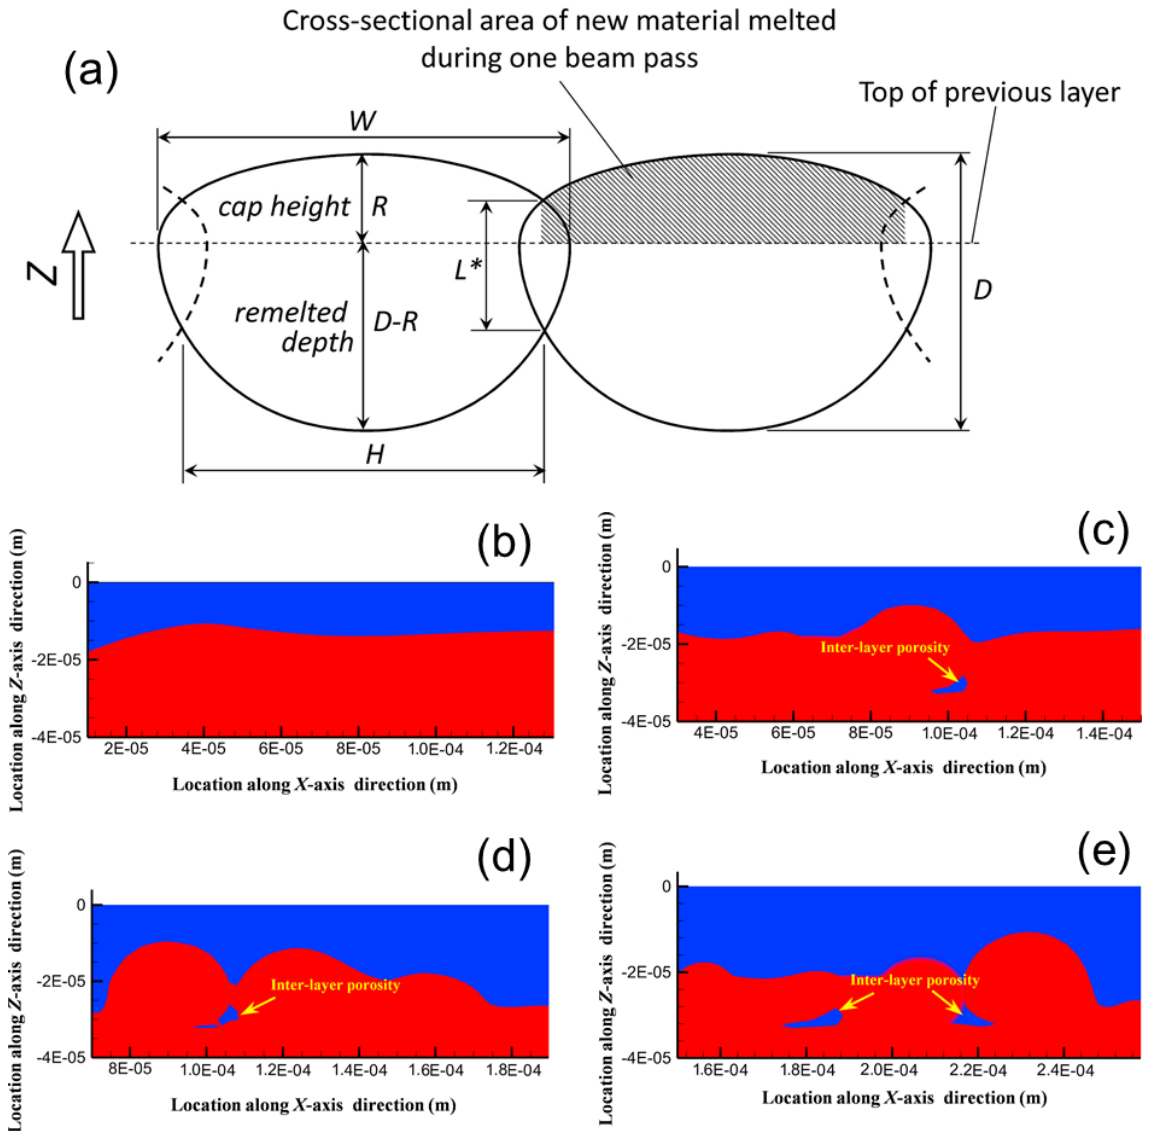 (a)
Cross-sectional area of new material melted
during one beam pass
Top of previous layer
W
cap height R
L*
Z
remelted
depth
D-R
D
H
(b)
Location along Z-axis direction (m)
0
-2E-05
-4E-05
2E-05 4E-05 6E-05 8E-05 1.0E-04 1.2E-04
Location along X-axis direction (m)
(c)
Location along Z-axis direction (m)
0
-2E-05
-4E-05
Inter-layer porosity
4E-05 6E-05 8E-05 1.0E-04 1.2E-04 1.4E-04
Location along X-axis direction (m)
(d)
Location along Z-axis direction (m)
0
-2E-05
-4E-05
Inter-layer porosity
8E-05 1.0E-04 1.2E-04 1.4E-04 1.6E-04 1.8E-04
Location along X-axis direction (m)
(e)
Location along Z-axis direction (m)
0
-2E-05
-4E-05
Inter-layer porosity
1.6E-04 1.8E-04 2.0E-04 2.2E-04 2.4E-04
Location along X-axis direction (m)